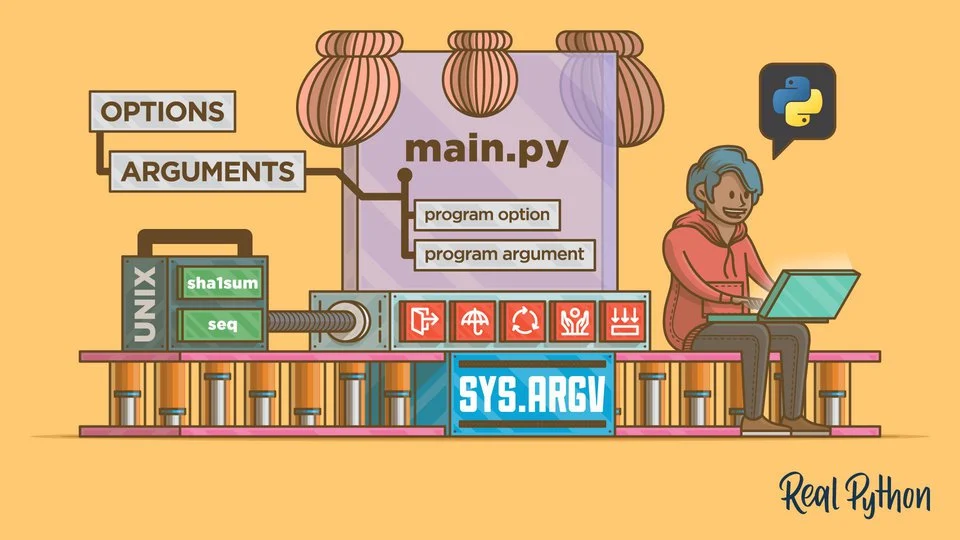 OPTIONS
ARGUMENTS
main.py
program option
program argument
UNIX
sha1sum
seq
SYS.ARGV
Real Python